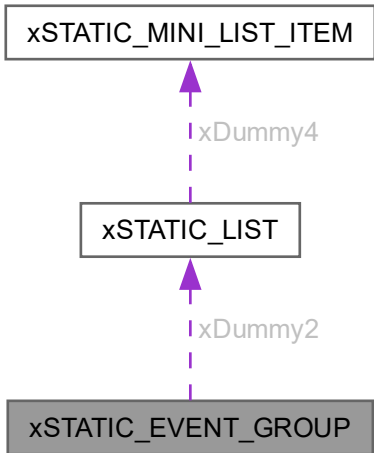 xSTATIC_MINI_LIST_ITEM
xDummy4
xSTATIC_LIST
xDummy2
xSTATIC_EVENT_GROUP